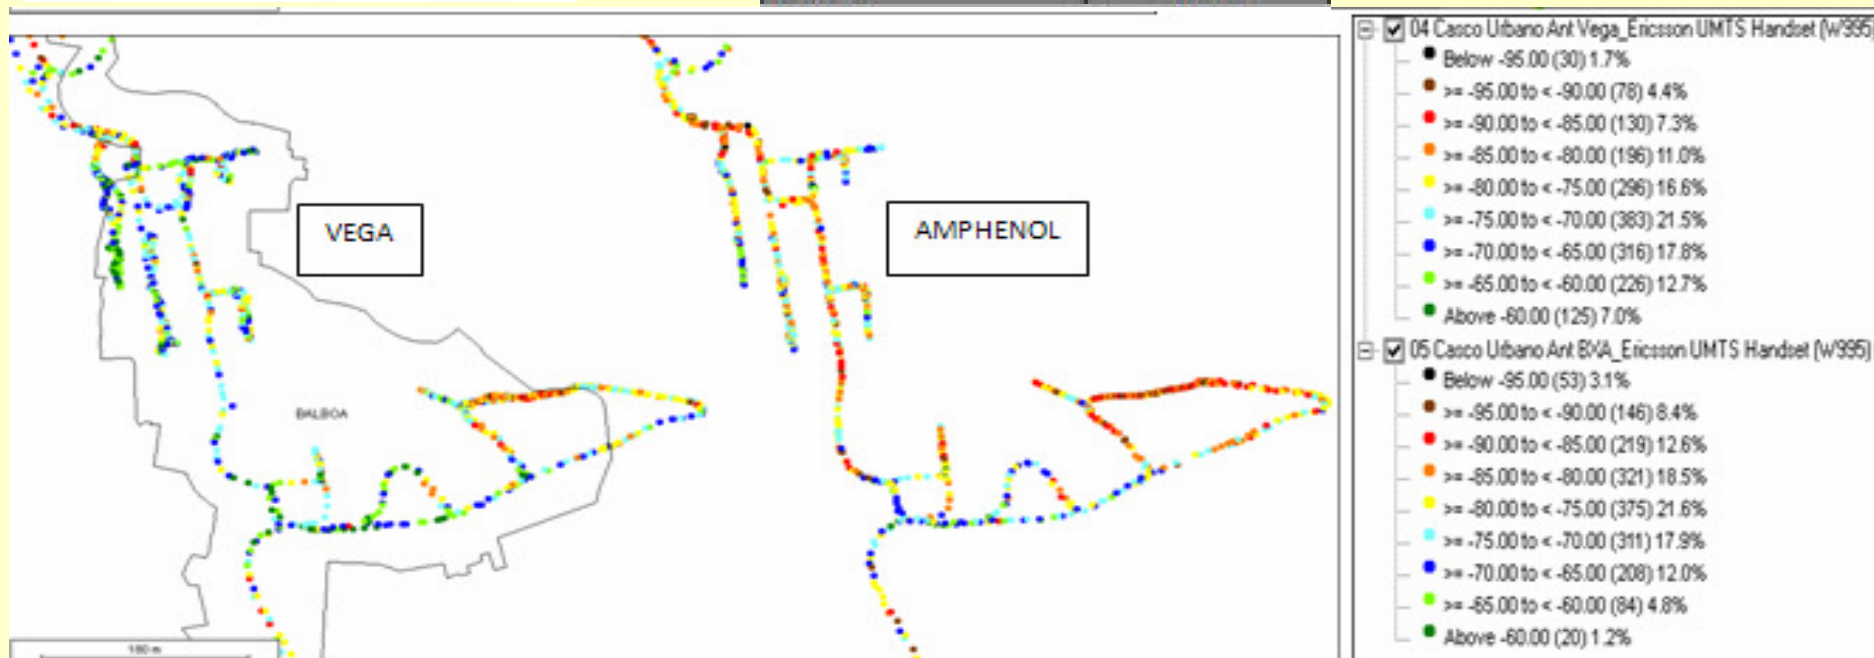 VEGA
AMPHENOL
BALBOA
04 Casco Urbano Ant Vega_Ericsson UMTS Handset (W995)
Below -95.00 (30) 1.7%
>= -95.00 to < -90.00 (78) 4.4%
>= -90.00 to < -85.00 (130) 7.3%
>= -85.00 to < -80.00 (196) 11.0%
>= -80.00 to < -75.00 (296) 16.6%
>= -75.00 to < -70.00 (383) 21.5%
>= -70.00 to < -65.00 (316) 17.8%
>= -65.00 to < -60.00 (226) 12.7%
Above -60.00 (125) 7.0%
05 Casco Urbano Ant BXA_Ericsson UMTS Handset (W995)
Below -95.00 (53) 3.1%
>= -95.00 to < -90.00 (146) 8.4%
>= -90.00 to < -85.00 (219) 12.6%
>= -85.00 to < -80.00 (321) 18.5%
>= -80.00 to < -75.00 (375) 21.6%
>= -75.00 to < -70.00 (311) 17.9%
>= -70.00 to < -65.00 (208) 12.0%
>= -65.00 to < -60.00 (84) 4.8%
Above -60.00 (20) 1.2%